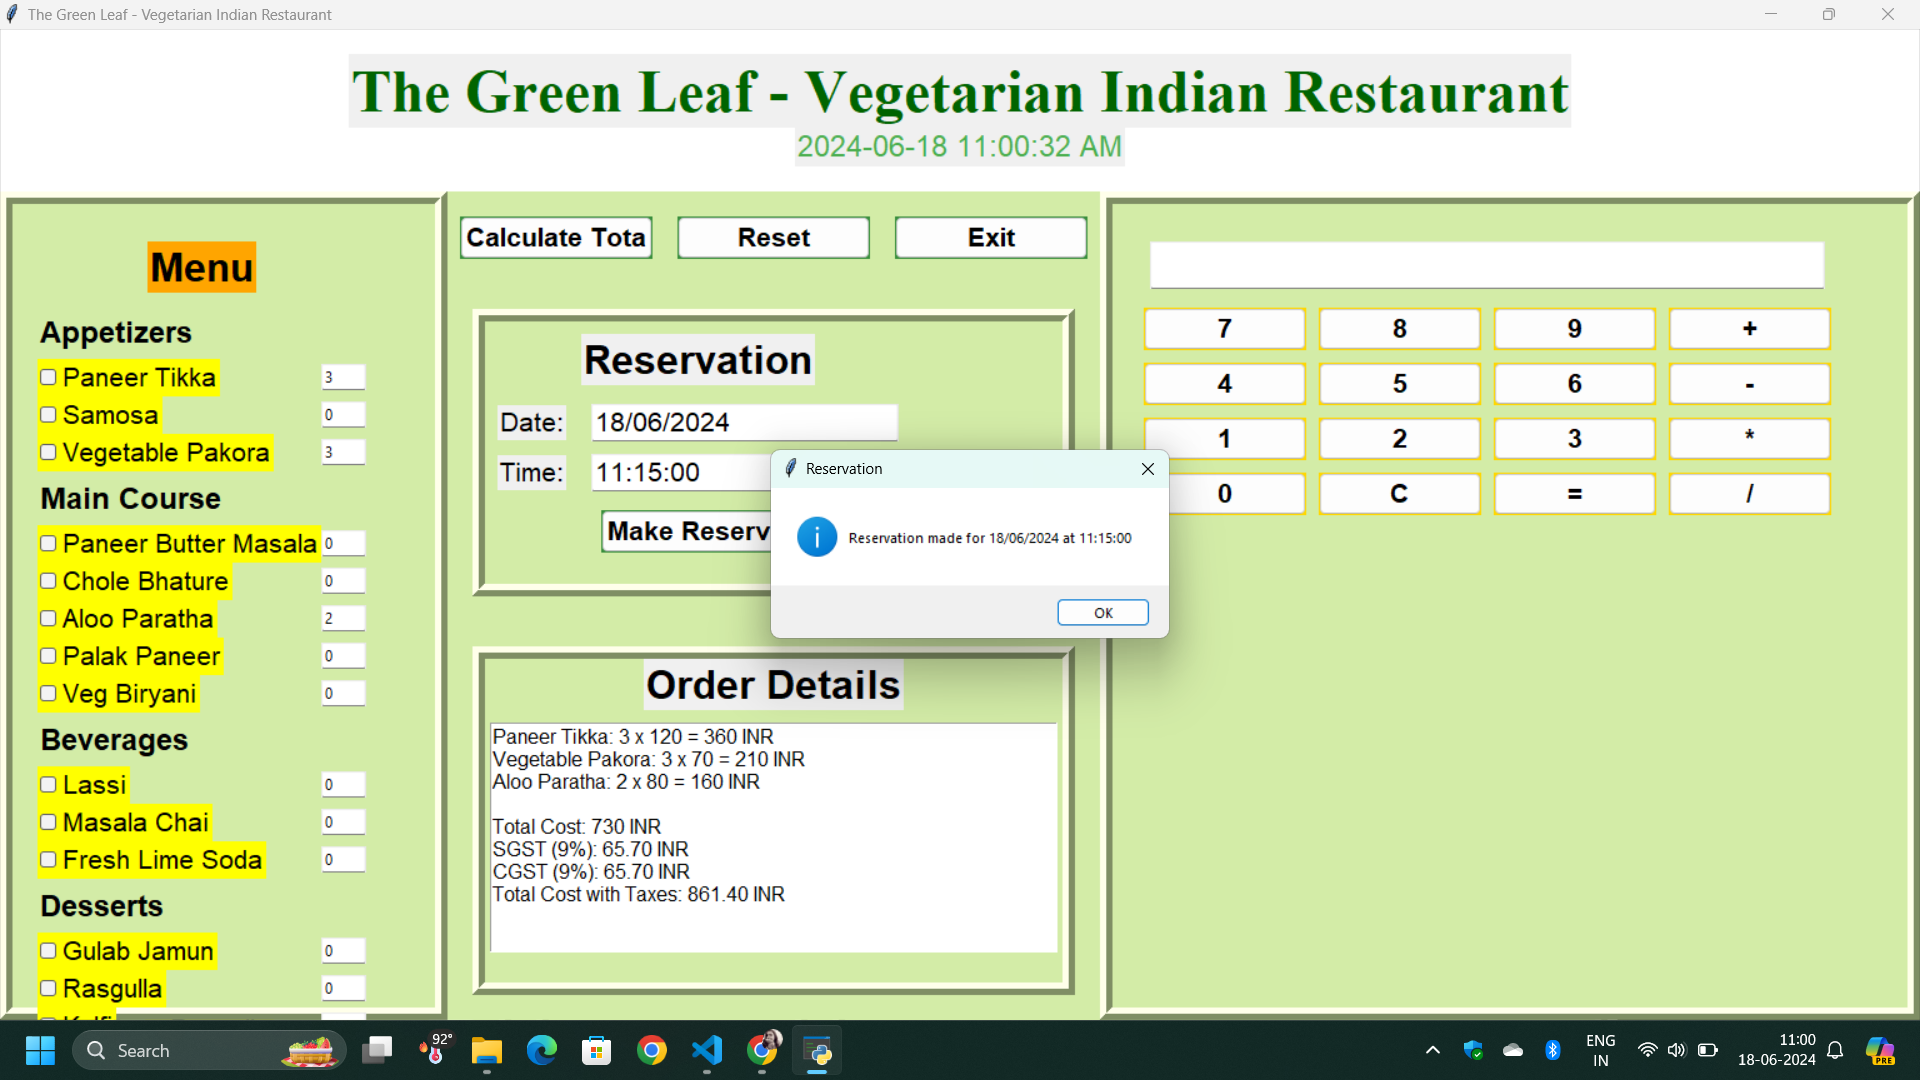 The Green Leaf - Vegetarian Indian Restaurant
The Green Leaf - Vegetarian Indian Restaurant
2024-06-18 11:00:32 AM
Menu
Appetizers
Paneer Tikka 3
Samosa 0
Vegetable Pakora 3
Main Course
Paneer Butter Masala 0
Chole Bhature 0
Aloo Paratha 2
Palak Paneer 0
Veg Biryani 0
Beverages
Lassi 0
Masala Chai 0
Fresh Lime Soda 0
Desserts
Gulab Jamun 0
Rasgulla 0
Calculate Tota Reset Exit
Reservation
Date: 18/06/2024
Time: 11:15:00
Make Reserv
Reservation
Reservation made for 18/06/2024 at 11:15:00
OK
Order Details
Paneer Tikka: 3 x 120 = 360 INR
Vegetable Pakora: 3 x 70 = 210 INR
Aloo Paratha: 2 x 80 = 160 INR
Total Cost: 730 INR
SGST (9%): 65.70 INR
CGST (9%): 65.70 INR
Total Cost with Taxes: 861.40 INR
7 8 9 +
4 5 6 -
1 2 3 *
0 C = /
Search
92°
ENG
IN
11:00
18-06-2024
PRE